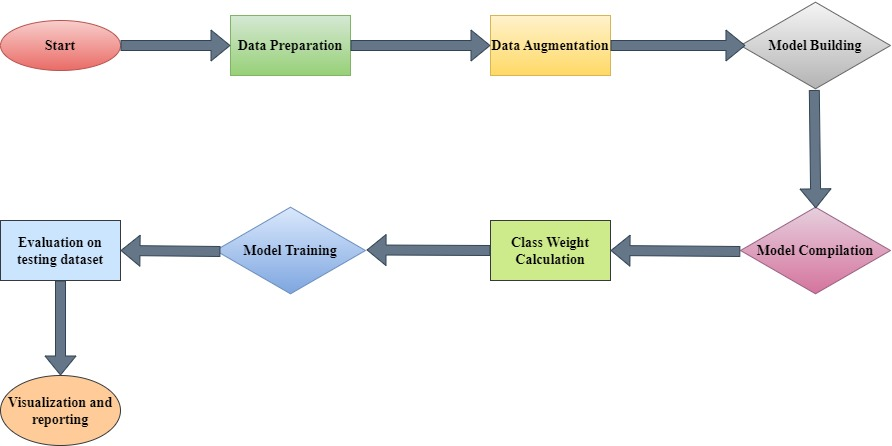 Start
Data Preparation
Data Augmentation
Model Building
Model Compilation
Class Weight
Calculation
Model Training
Evaluation on
testing dataset
Visualization and
reporting